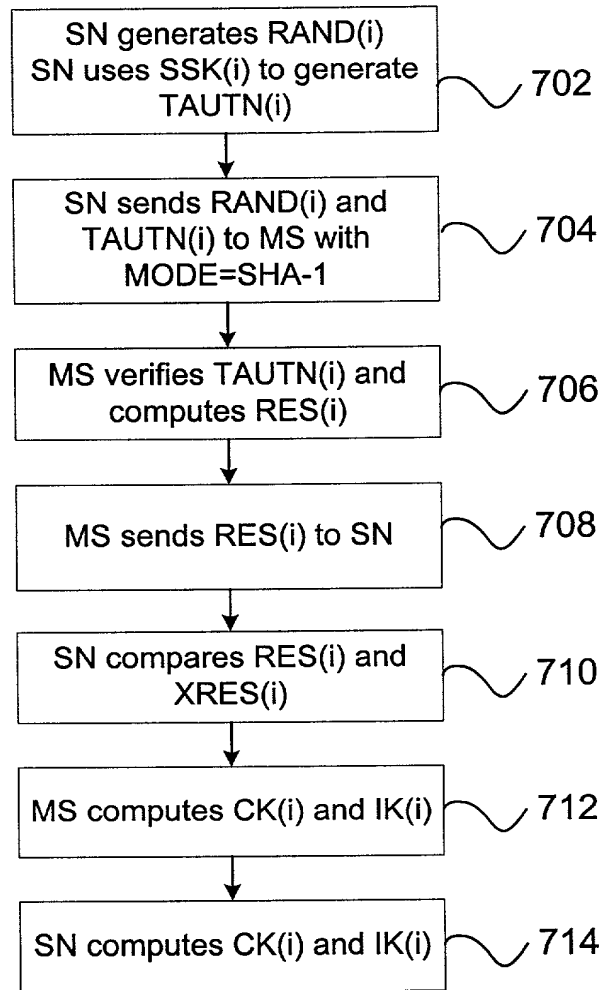 SN generates RAND(i)
SN uses SSK(i) to generate
TAUTN(i)
702
SN sends RAND(i) and
TAUTN(i) to MS with
MODE=SHA-1
704
MS verifies TAUTN(i) and
computes RES(i)
706
MS sends RES(i) to SN
708
SN compares RES(i) and
XRES(i)
710
MS computes CK(i) and IK(i)
712
SN computes CK(i) and IK(i)
714